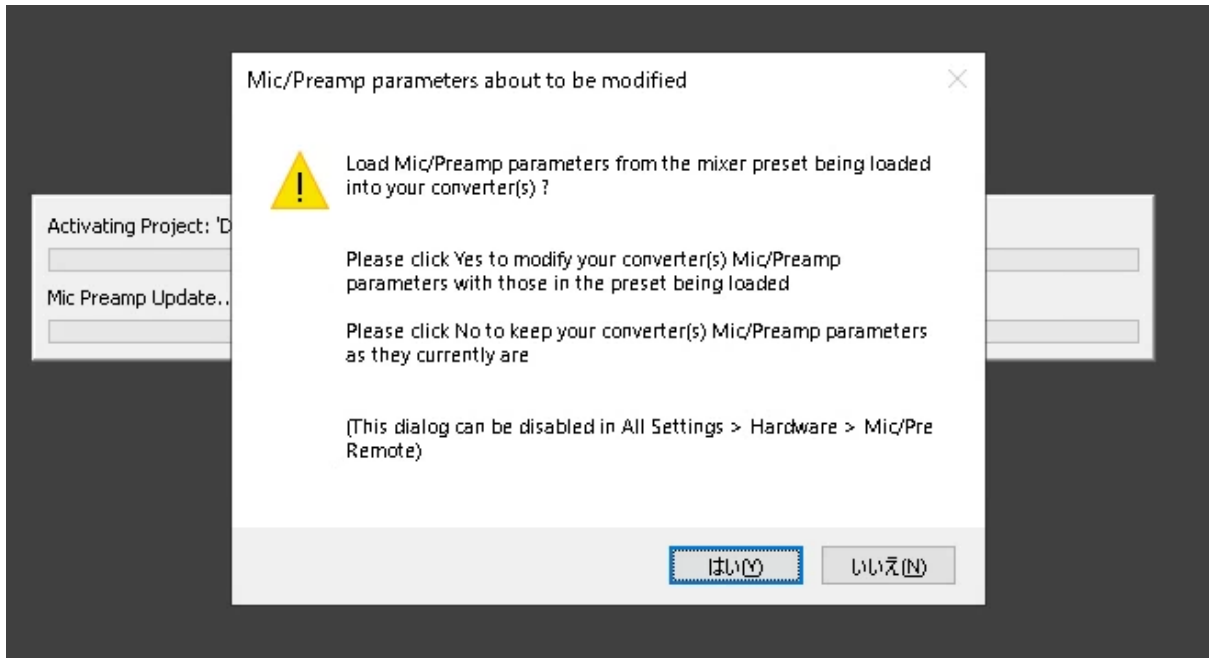 Mic/Preamp parameters about to be modified
Load Mic/Preamp parameters from the mixer preset being loaded
into your converter(s) ?
Please click Yes to modify your converter(s) Mic/Preamp
parameters with those in the preset being loaded
Please click No to keep your converter(s) Mic/Preamp parameters
as they currently are
(This dialog can be disabled in All Settings > Hardware > Mic/Pre
Remote)
はい(Y)
いいえ(N)
Activating Project: 'D
Mic Preamp Update..